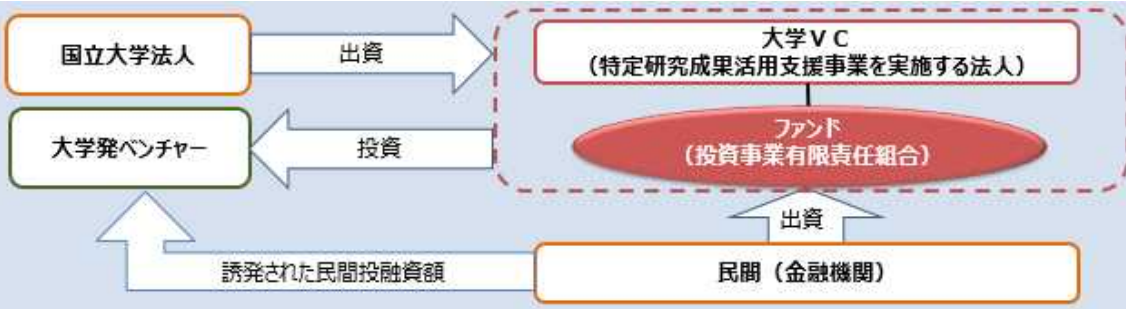 国立大学法人
出資
大学VC
（特定研究成果活用支援事業を実施する法人）
大学発ベンチャー
投資
ファンド
（投資事業有限責任組合）
出資
誘発された民間投融資額
民間（金融機関）